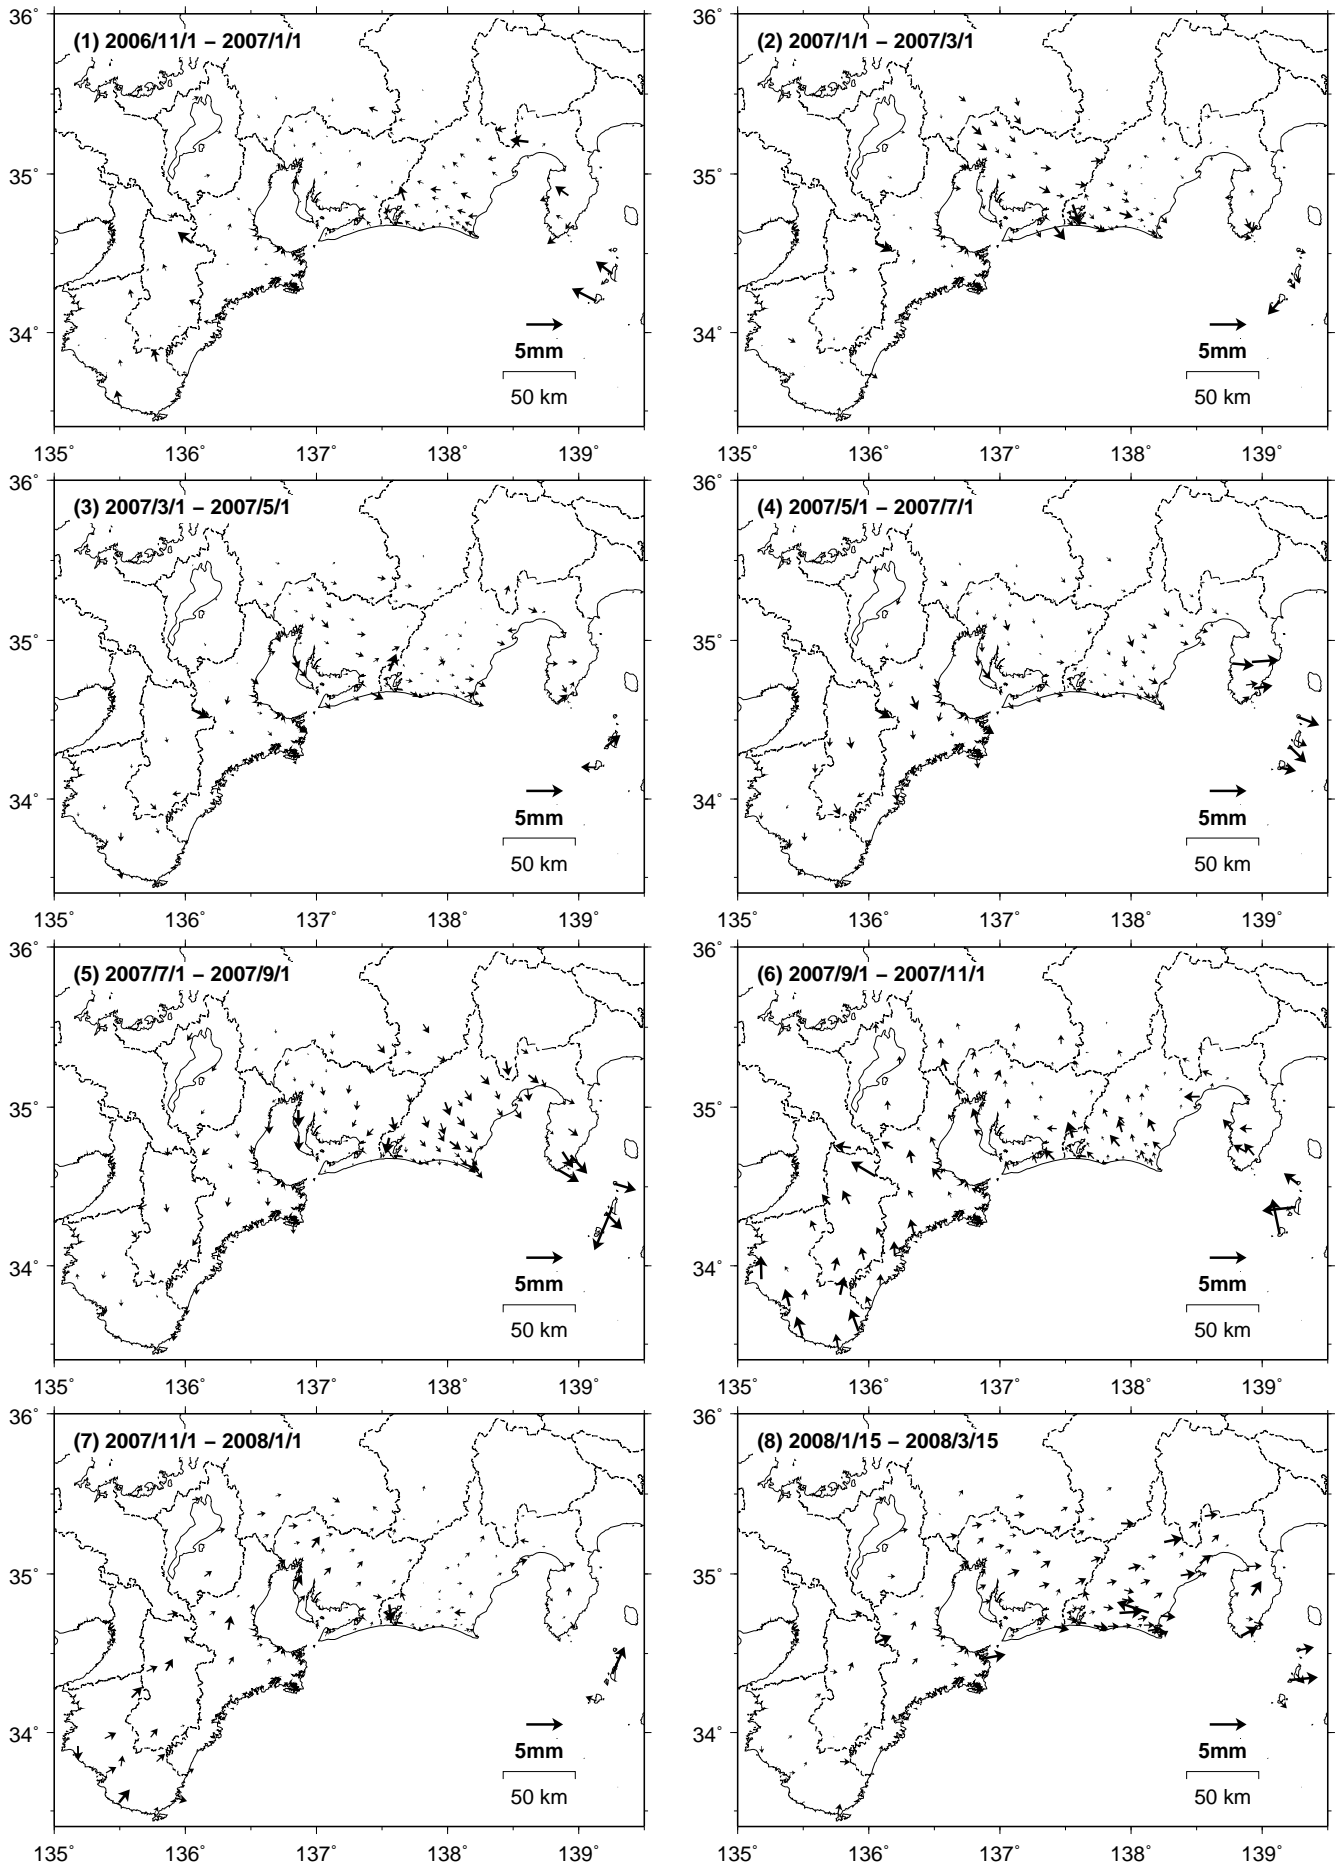 (1) 2006/11/1 – 2007/1/1
36˚
35˚
34˚
5mm
50 km
135˚ 136˚ 137˚ 138˚ 139˚
(2) 2007/1/1 – 2007/3/1
36˚
35˚
34˚
5mm
50 km
135˚ 136˚ 137˚ 138˚ 139˚
(3) 2007/3/1 – 2007/5/1
36˚
35˚
34˚
5mm
50 km
135˚ 136˚ 137˚ 138˚ 139˚
(4) 2007/5/1 – 2007/7/1
36˚
35˚
34˚
5mm
50 km
135˚ 136˚ 137˚ 138˚ 139˚
(5) 2007/7/1 – 2007/9/1
36˚
35˚
34˚
5mm
50 km
135˚ 136˚ 137˚ 138˚ 139˚
(6) 2007/9/1 – 2007/11/1
36˚
35˚
34˚
5mm
50 km
135˚ 136˚ 137˚ 138˚ 139˚
(7) 2007/11/1 – 2008/1/1
36˚
35˚
34˚
5mm
50 km
135˚ 136˚ 137˚ 138˚ 139˚
(8) 2008/1/15 – 2008/3/15
36˚
35˚
34˚
5mm
50 km
135˚ 136˚ 137˚ 138˚ 139˚